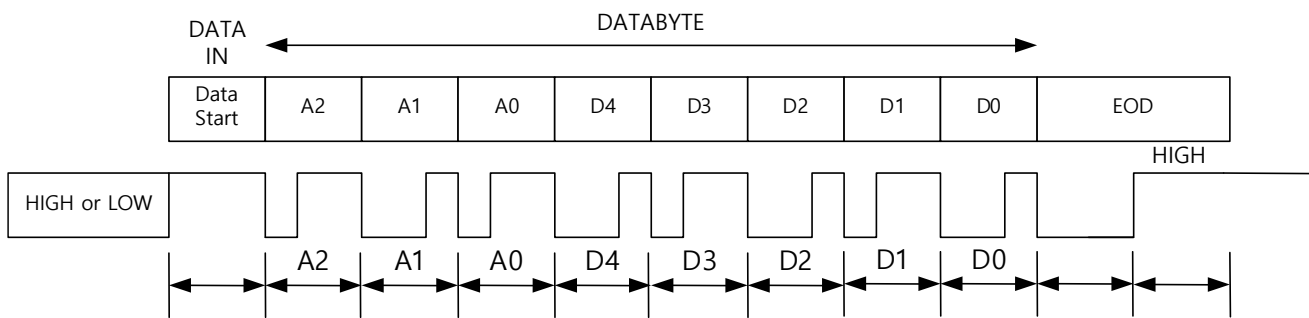 DATA
IN
DATABYTE
Data
Start
A2
A1
A0
D4
D3
D2
D1
D0
EOD
HIGH
HIGH or LOW
A2
A1
A0
D4
D3
D2
D1
D0